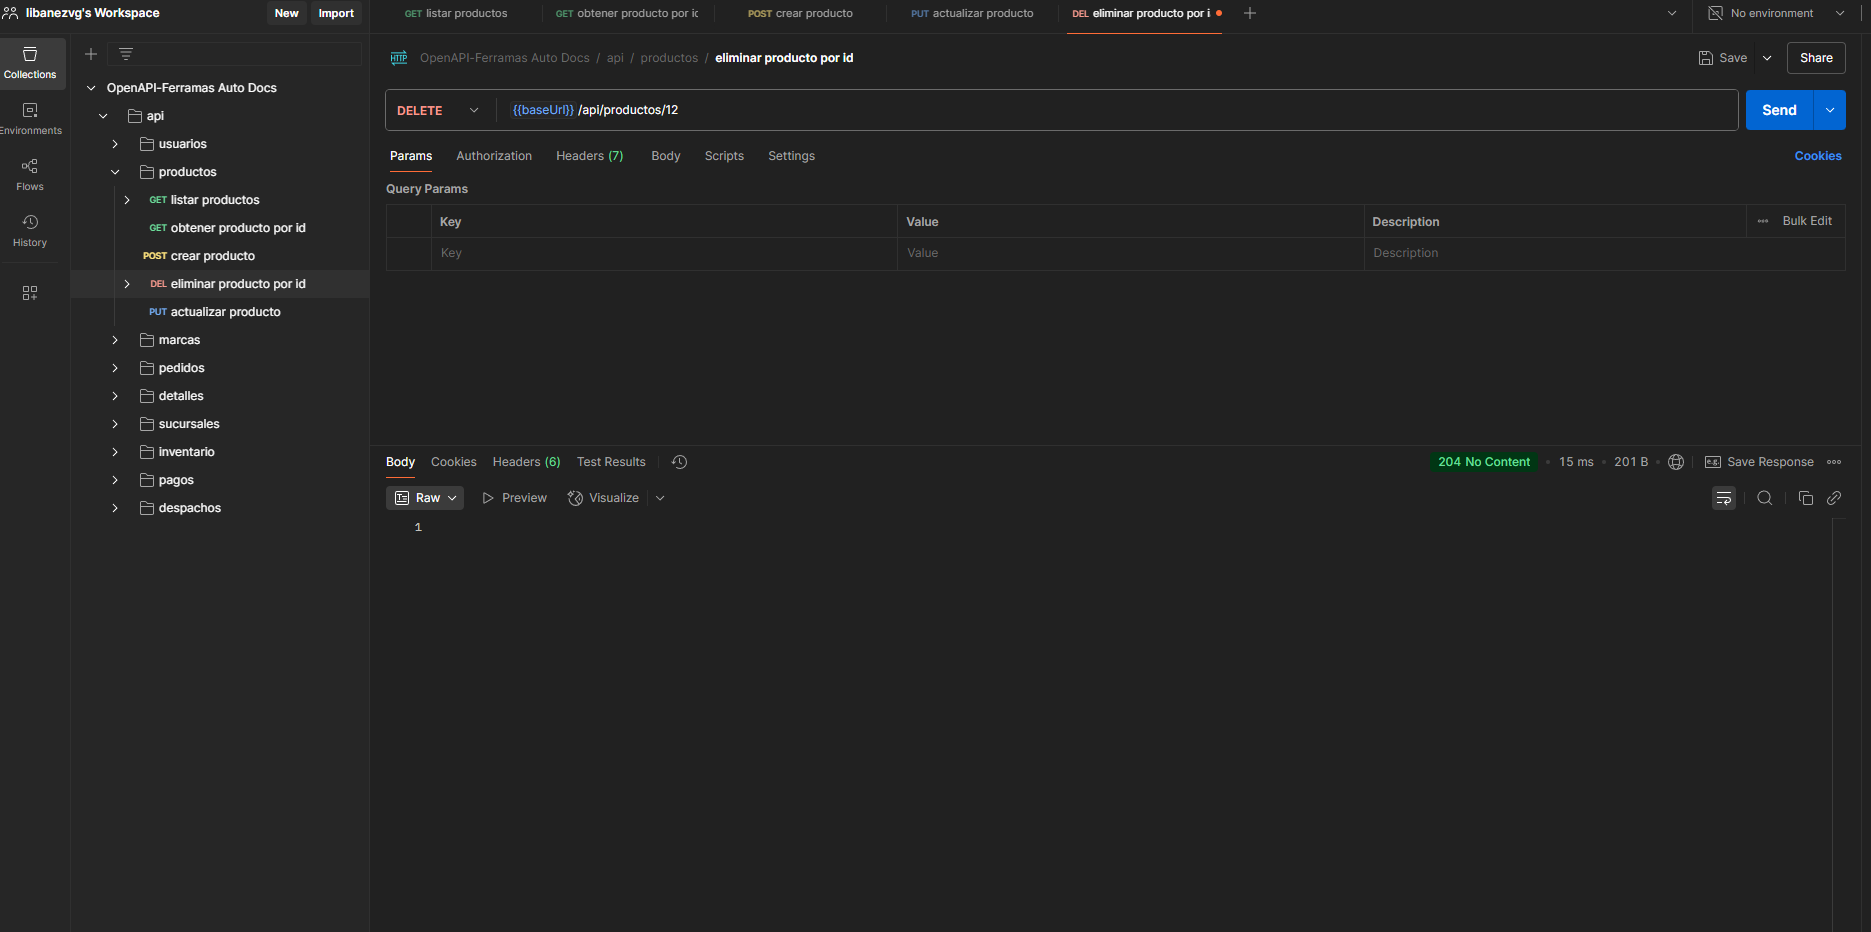 libanezvg's Workspace
New
Import
GET listar productos
GET obtener producto por ic
POST crear producto
PUT actualizar producto
DEL eliminar producto por i
No environment
Collections
Environments
Flows
History
OpenAPI-Ferramas Auto Docs
api
usuarios
productos
GET listar productos
GET obtener producto por id
POST crear producto
DEL eliminar producto por id
PUT actualizar producto
marcas
pedidos
detalles
sucursales
inventario
pagos
despachos
HTTP OpenAPI-Ferramas Auto Docs / api / productos / eliminar producto por id
Save
Share
DELETE
{{baseUrl}} /api/productos/12
Send
Params Authorization Headers (7) Body Scripts Settings
Cookies
Query Params
Key Value Description Bulk Edit
Key Value Description
Body Cookies Headers (6) Test Results
204 No Content 15 ms 201 B e.g. Save Response
Raw Preview Visualize
1